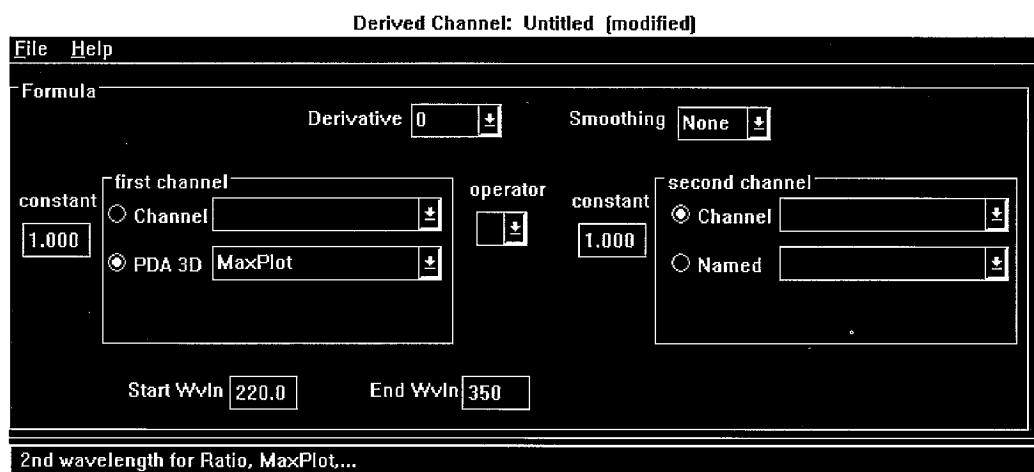 Derived Channel: Untitled (modified)
File Help
Formula
Derivative 0 Smoothing None
first channel operator second channel
constant Channel constant Channel
1.000 PDA 3D MaxPlot 1.000 Named
Start Wvln 220.0 End Wvln 350
2nd wavelength for Ratio, MaxPlot,...